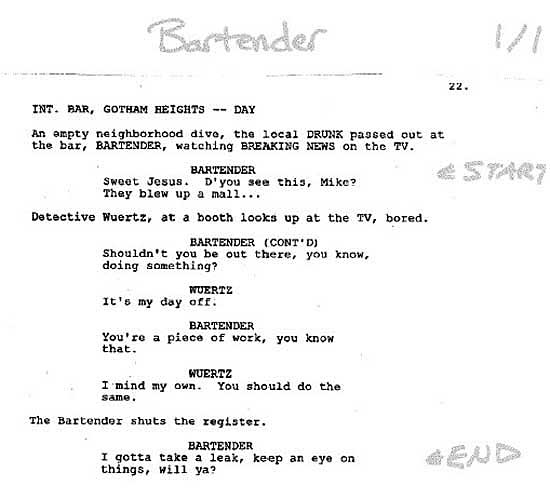 Bartender 1/1
22.
INT. BAR, GOTHAM HEIGHTS -- DAY
An empty neighborhood dive, the local DRUNK passed out at
the bar, BARTENDER, watching BREAKING NEWS on the TV.
BARTENDER
Sweet Jesus. D'you see this, Mike?
They blew up a mall...
START
Detective Wuertz, at a booth looks up at the TV, bored.
BARTENDER (CONT'D)
Shouldn't you be out there, you know,
doing something?
WUERTZ
It's my day off.
BARTENDER
You're a piece of work, you know
that.
WUERTZ
I mind my own. You should do the
same.
The Bartender shuts the register.
BARTENDER
I gotta take a leak, keep an eye on
things, will ya?
END